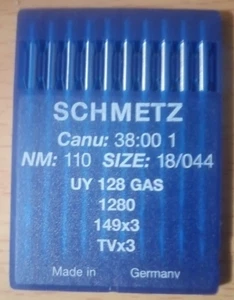 SCHMETZ
Canu: 38:00 1
NM: 110 SIZE: 18/044
UY 128 GAS
1280
149x3
TVx3
Made in Germany